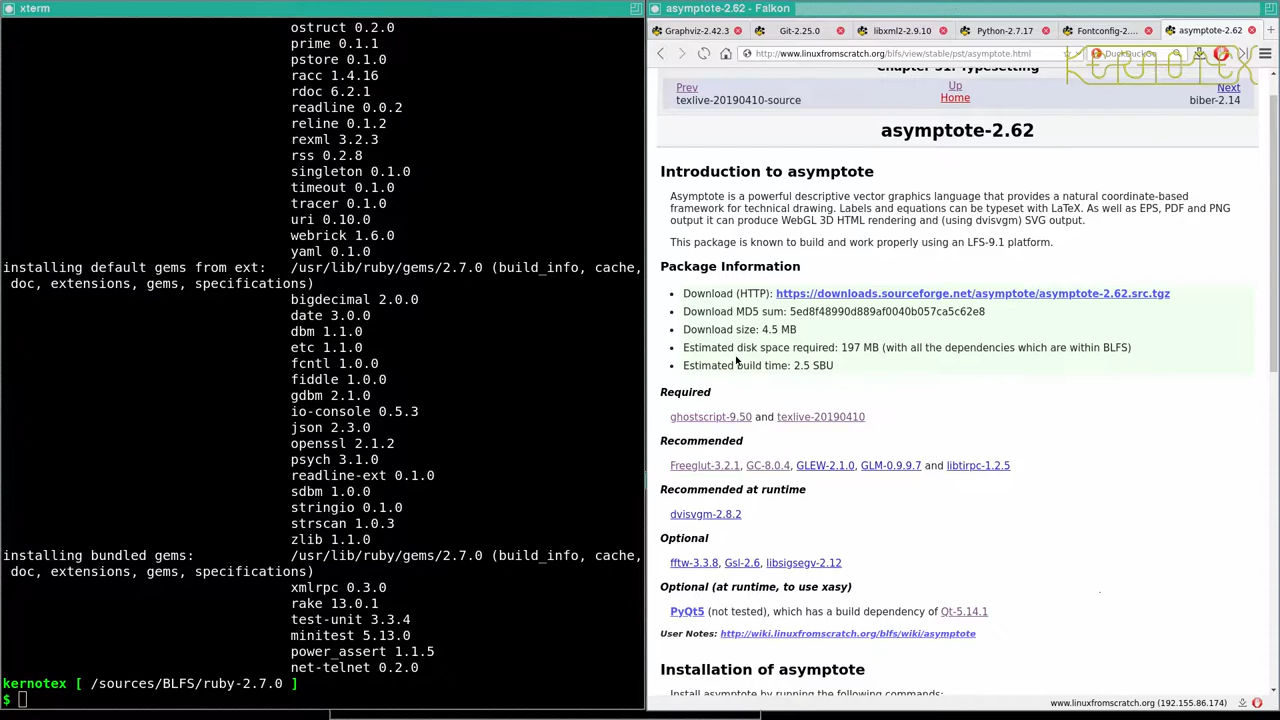 xterm
ostruct 0.2.0
prime 0.1.1
pstore 0.1.0
racc 1.4.16
rdoc 6.2.1
readline 0.0.2
reline 0.1.2
rexml 3.2.3
rss 0.2.8
singleton 0.1.0
timeout 0.1.0
tracer 0.1.0
uri 0.10.0
webrick 1.6.0
yaml 0.1.0
installing default gems from ext:   /usr/lib/ruby/gems/2.7.0 (build_info, cache,
doc, extensions, gems, specifications)
bigdecimal 2.0.0
date 3.0.0
dbm 1.1.0
etc 1.1.0
fcntl 1.0.0
fiddle 1.0.0
gdbm 2.1.0
io-console 0.5.3
json 2.3.0
openssl 2.1.2
psych 3.1.0
readline-ext 0.1.0
sdbm 1.0.0
stringio 0.1.0
strscan 1.0.3
zlib 1.1.0
installing bundled gems:            /usr/lib/ruby/gems/2.7.0 (build_info, cache,
doc, extensions, gems, specifications)
xmlrpc 0.3.0
rake 13.0.1
test-unit 3.3.4
minitest 5.13.0
power_assert 1.1.5
net-telnet 0.2.0
kernotex [ /sources/BLFS/ruby-2.7.0 ]
$
asymptote-2.62 - Falkon
Graphviz-2.42.3
Git-2.25.0
libxml2-2.9.10
Python-2.7.17
Fontconfig-2....
asymptote-2.62
http://www.linuxfromscratch.org/blfs/view/stable/pst/asymptote.html
DuckDuckGo
KERNOTEX
Chapter 51. Typesetting
Prev Up Next
texlive-20190410-source Home biber-2.14
asymptote-2.62
Introduction to asymptote
Asymptote is a powerful descriptive vector graphics language that provides a natural coordinate-based
framework for technical drawing. Labels and equations can be typeset with LaTeX. As well as EPS, PDF and PNG
output it can produce WebGL 3D HTML rendering and (using dvisvgm) SVG output.
This package is known to build and work properly using an LFS-9.1 platform.
Package Information
Download (HTTP): https://downloads.sourceforge.net/asymptote/asymptote-2.62.src.tgz
Download MD5 sum: 5ed8f48990d889af0040b057ca5c62e8
Download size: 4.5 MB
Estimated disk space required: 197 MB (with all the dependencies which are within BLFS)
Estimated build time: 2.5 SBU
Required
ghostscript-9.50 and texlive-20190410
Recommended
Freeglut-3.2.1, GC-8.0.4, GLEW-2.1.0, GLM-0.9.9.7 and libtirpc-1.2.5
Recommended at runtime
dvisvgm-2.8.2
Optional
fftw-3.3.8, Gsl-2.6, libsigsegv-2.12
Optional (at runtime, to use xasy)
PyQt5 (not tested), which has a build dependency of Qt-5.14.1
User Notes: http://wiki.linuxfromscratch.org/blfs/wiki/asymptote
Installation of asymptote
Install asymptote by running the following commands:
www.linuxfromscratch.org (192.155.86.174)